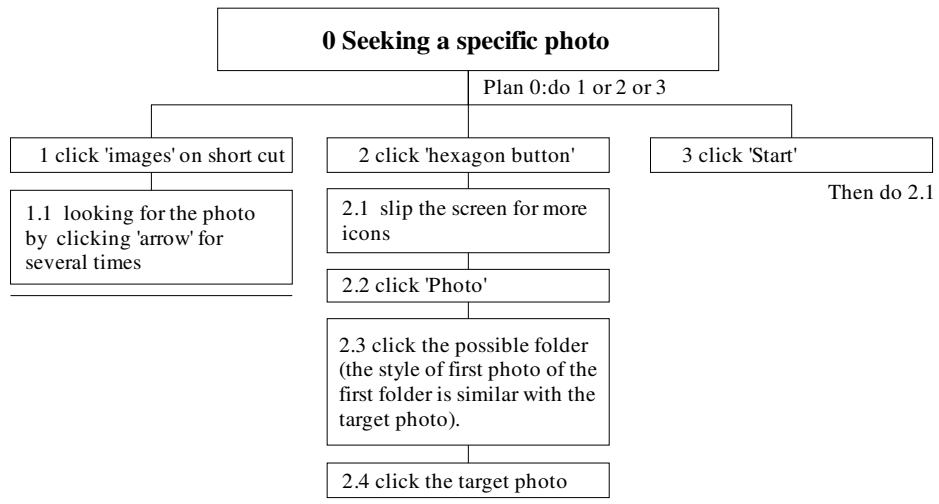 0 Seeking a specific photo
Plan 0:do 1 or 2 or 3
1 click 'images' on short cut
1.1 looking for the photo
by clicking 'arrow' for
several times
2 click 'hexagon button'
2.1 slip the screen for more
icons
2.2 click 'Photo'
2.3 click the possible folder
(the style of first photo of the
first folder is similar with the
target photo).
2.4 click the target photo
3 click 'Start'
Then do 2.1